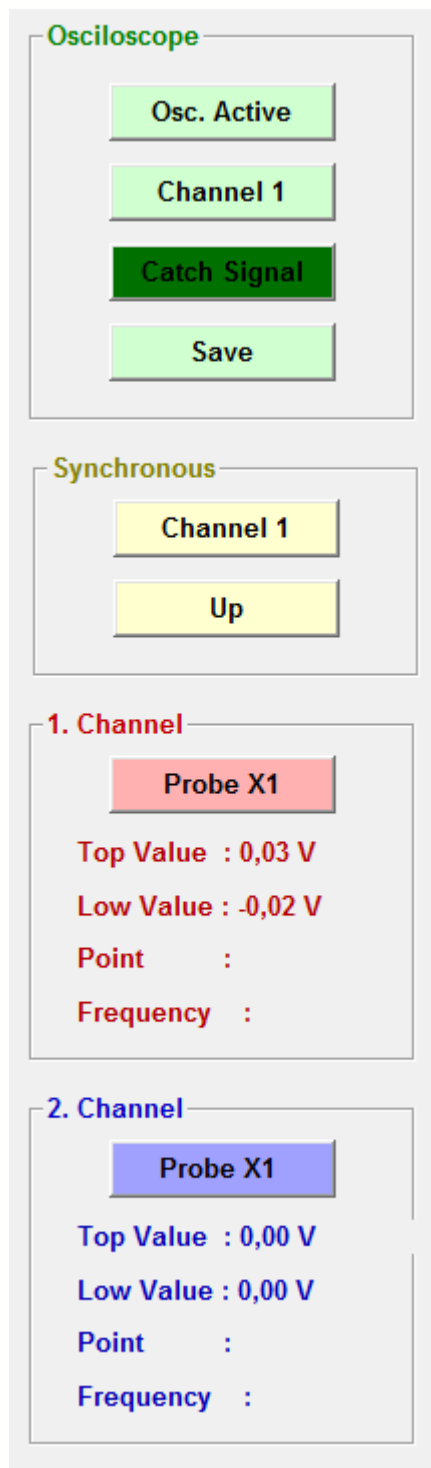 Osciloscope
Osc. Active
Channel 1
Catch Signal
Save
Synchronous
Channel 1
Up
1. Channel
Probe X1
Top Value : 0,03 V
Low Value : -0,02 V
Point :
Frequency :
2. Channel
Probe X1
Top Value : 0,00 V
Low Value : 0,00 V
Point :
Frequency :